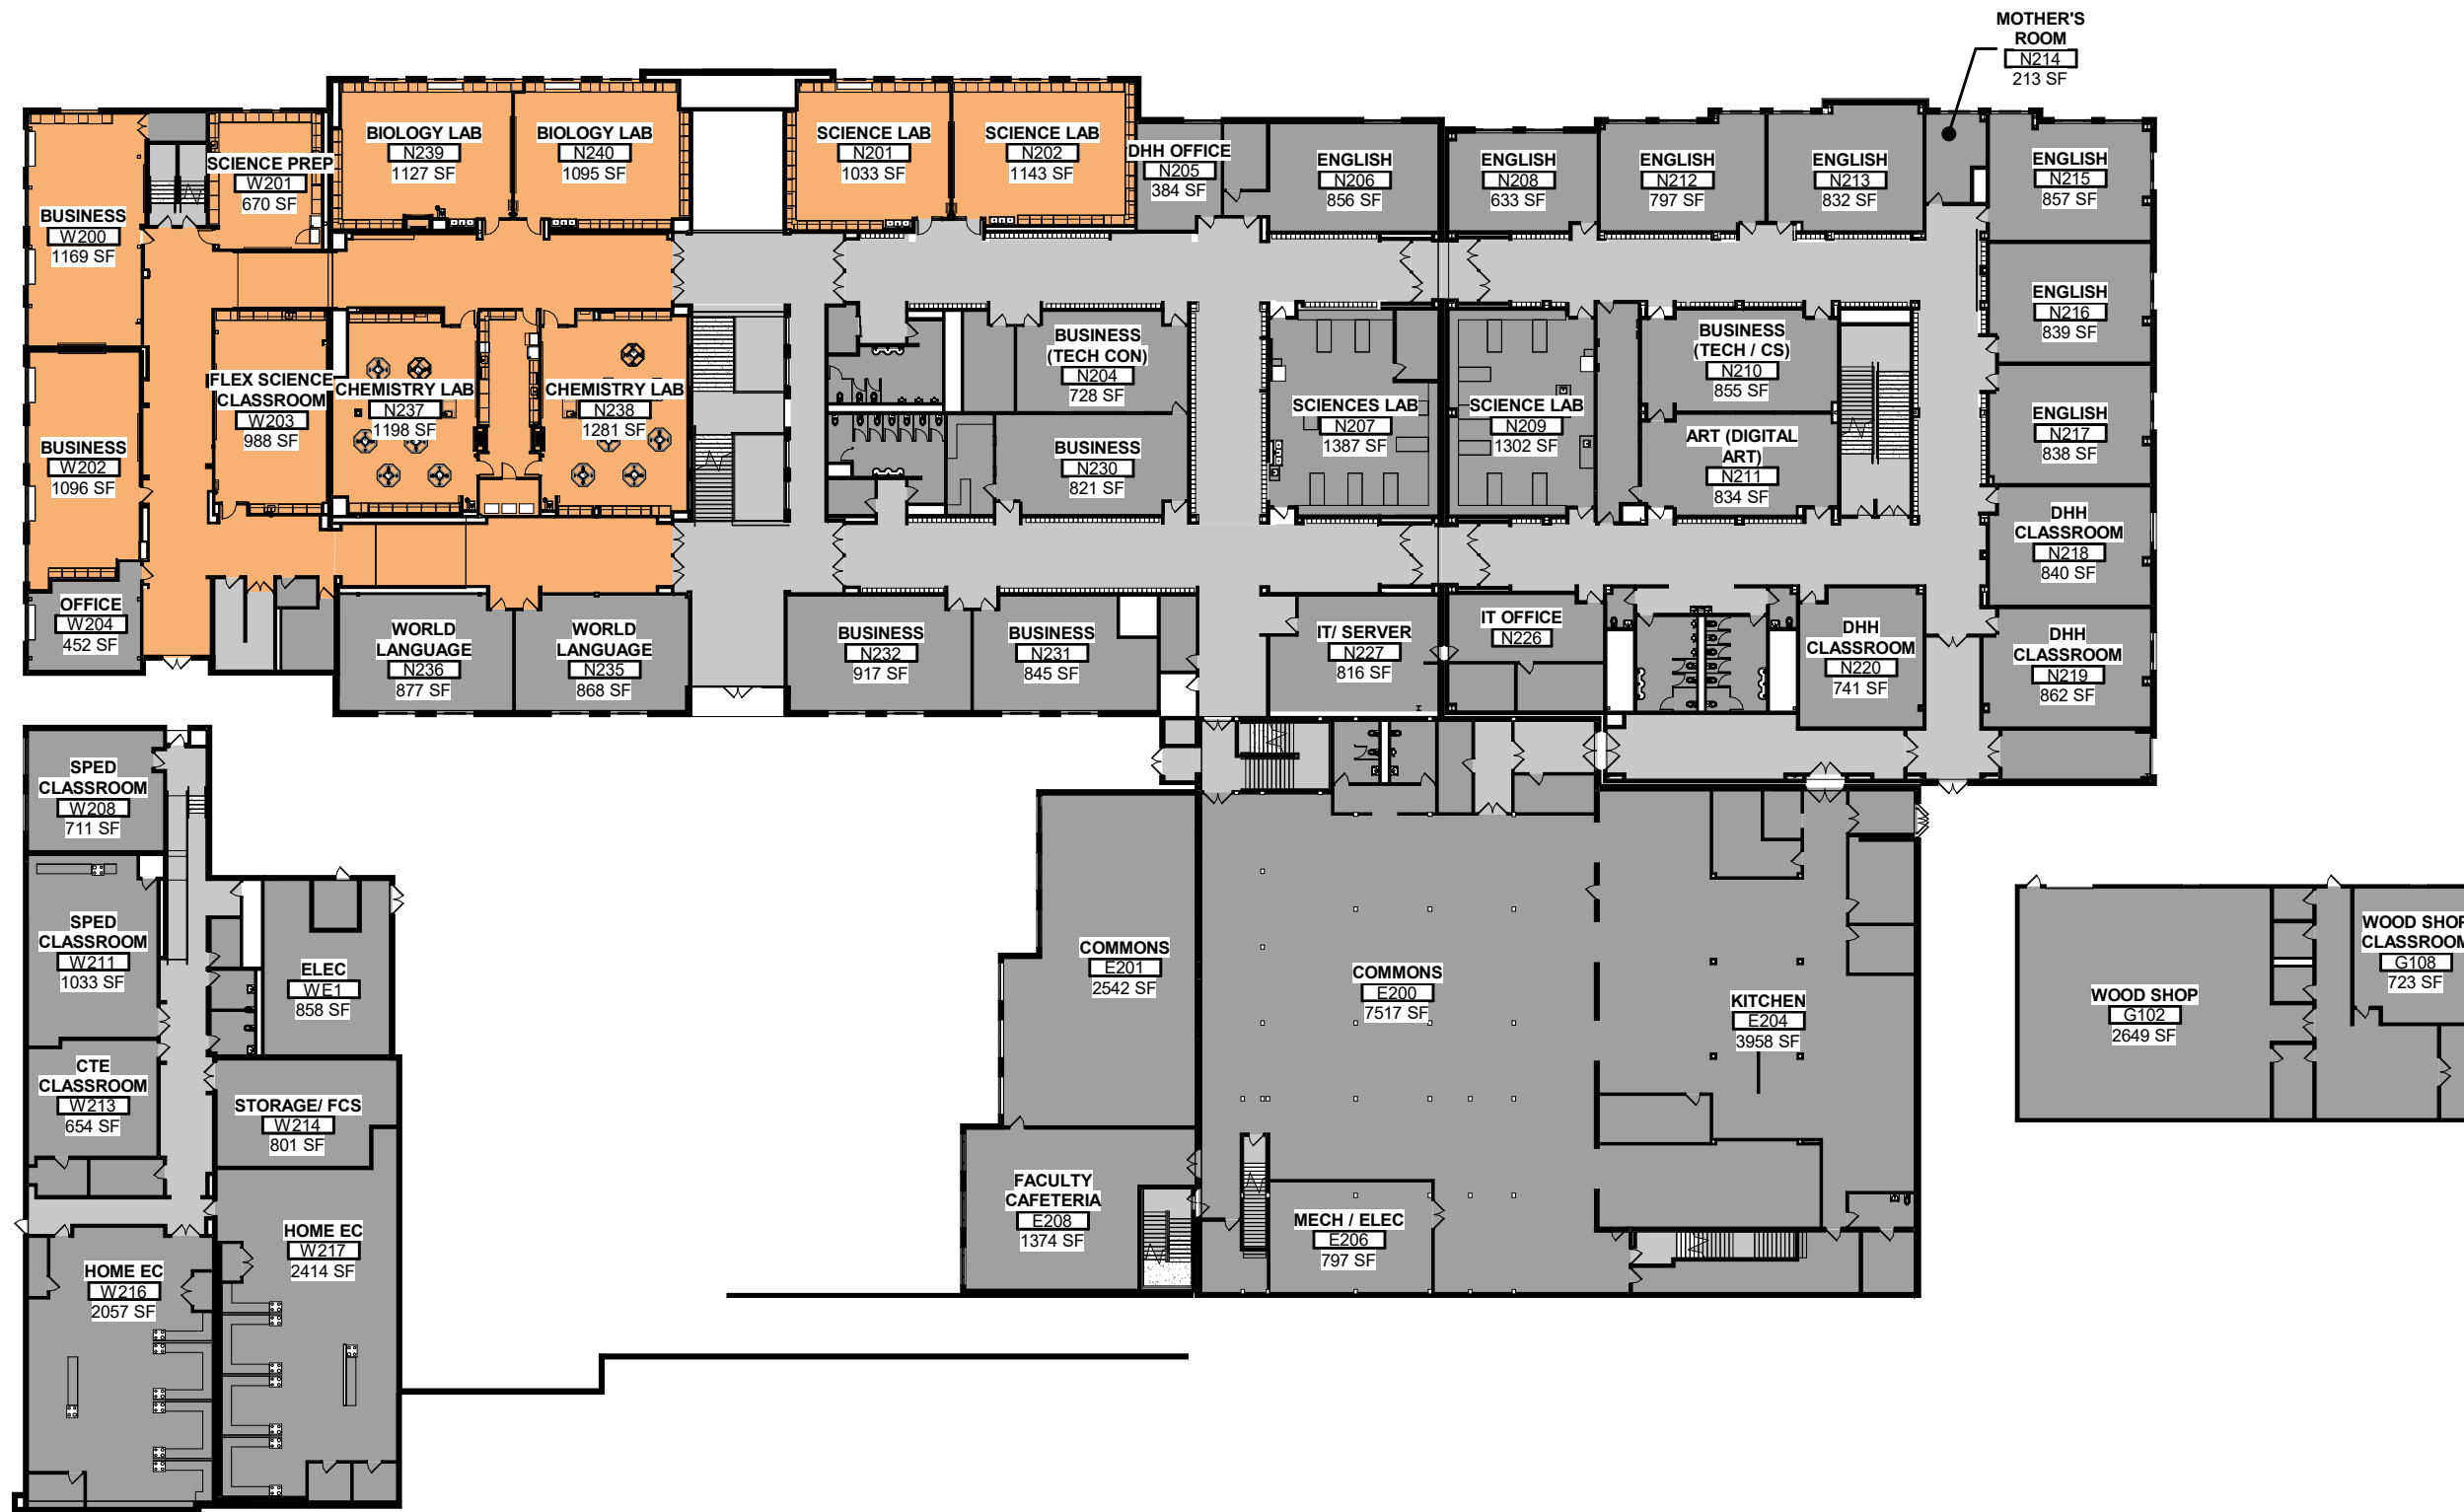 MOTHER'S
ROOM
N214
213 SF
BIOLOGY LAB
N239
1127 SF
BIOLOGY LAB
N240
1095 SF
SCIENCE LAB
N201
1033 SF
SCIENCE LAB
N202
1143 SF
DHH OFFICE
N205
384 SF
ENGLISH
N206
856 SF
ENGLISH
N208
633 SF
ENGLISH
N212
797 SF
ENGLISH
N213
832 SF
ENGLISH
N215
857 SF
SCIENCE PREP
W201
670 SF
BUSINESS
W200
1169 SF
ENGLISH
N216
839 SF
FLEX SCIENCE
CLASSROOM
W203
988 SF
CHEMISTRY LAB
N237
1198 SF
CHEMISTRY LAB
N238
1281 SF
BUSINESS
(TECH CON)
N204
728 SF
SCIENCES LAB
N207
1387 SF
SCIENCE LAB
N209
1302 SF
BUSINESS
(TECH / CS)
N210
855 SF
ENGLISH
N217
838 SF
BUSINESS
W202
1096 SF
BUSINESS
N230
821 SF
ART (DIGITAL
ART)
N211
834 SF
DHH
CLASSROOM
N218
840 SF
OFFICE
W204
452 SF
WORLD
LANGUAGE
N236
877 SF
WORLD
LANGUAGE
N235
868 SF
BUSINESS
N232
917 SF
BUSINESS
N231
845 SF
IT/ SERVER
N227
816 SF
IT OFFICE
N226
DHH
CLASSROOM
N220
741 SF
DHH
CLASSROOM
N219
862 SF
SPED
CLASSROOM
W208
711 SF
SPED
CLASSROOM
W211
1033 SF
ELEC
WE1
858 SF
COMMONS
E201
2542 SF
COMMONS
E200
7517 SF
KITCHEN
E204
3958 SF
WOOD SHOP
G102
2649 SF
WOOD SHOP
CLASSROOM
G108
723 SF
CTE
CLASSROOM
W213
654 SF
STORAGE/ FCS
W214
801 SF
FACULTY
CAFETERIA
E208
1374 SF
MECH / ELEC
E206
797 SF
HOME EC
W217
2414 SF
HOME EC
W216
2057 SF